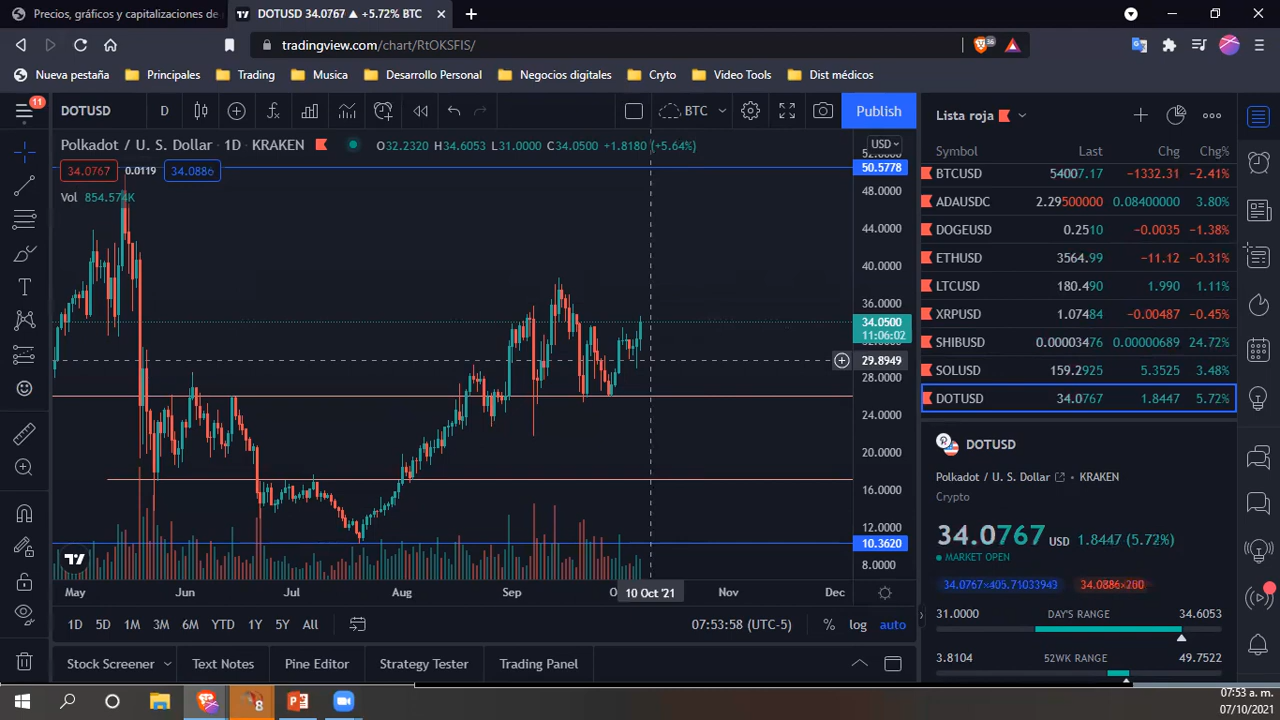 Precios, gráficos y capitalizaciones de
DOTUSD 34.0767 ▲ +5.72% BTC
tradingview.com/chart/RtOKSFIS/
36
Nueva pestaña
Principales
Trading
Musica
Desarrollo Personal
Negocios digitales
Cryto
Video Tools
Dist médicos
11
DOTUSD
D
BTC
Publish
Polkadot / U. S. Dollar · 1D · KRAKEN
O32.2320 H34.6053 L31.0000 C34.0500 +1.8180 (+5.64%)
34.0767
0.0119
34.0886
Vol 854.574K
USD
50.5778
48.0000
44.0000
40.0000
36.0000
34.0500
11:06:02
29.8949
28.0000
24.0000
20.0000
16.0000
12.0000
10.3620
8.0000
May
Jun
Jul
Aug
Sep
10 Oct '21
Nov
Dec
1D
5D
1M
3M
6M
YTD
1Y
5Y
All
07:53:58 (UTC-5)
%
log
auto
Stock Screener
Text Notes
Pine Editor
Strategy Tester
Trading Panel
Lista roja
Symbol Last Chg Chg%
BTCUSD 54007.17 −1332.31 −2.41%
ADAUSDC 2.29500000 0.08400000 3.80%
DOGEUSD 0.2510 −0.0035 −1.38%
ETHUSD 3564.99 −11.12 −0.31%
LTCUSD 180.490 1.990 1.11%
XRPUSD 1.07484 −0.00487 −0.45%
SHIBUSD 0.00003476 0.00000689 24.72%
SOLUSD 159.2925 5.3525 3.48%
DOTUSD 34.0767 1.8447 5.72%
DOTUSD
Polkadot / U. S. Dollar · KRAKEN
Crypto
34.0767 USD 1.8447 (5.72%)
MARKET OPEN
34.0767×405.71033943
34.0886×200
31.0000 DAY'S RANGE 34.6053
3.8104 52WK RANGE 49.7522
07:53 a. m.
07/10/2021